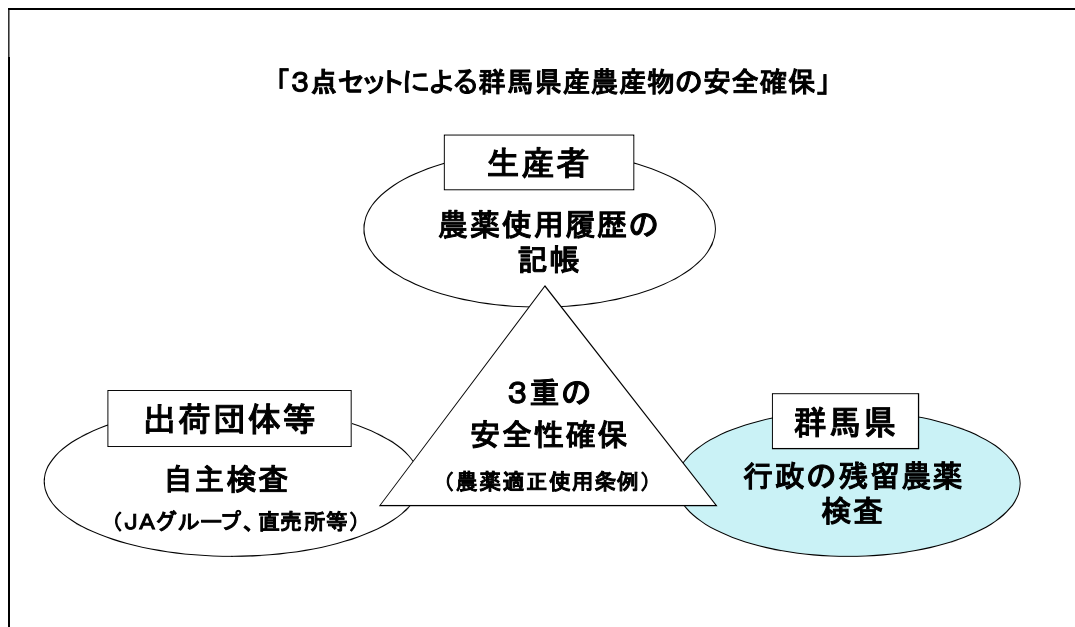 「３点セットによる群馬県産農産物の安全確保」
生産者
農薬使用履歴の
記帳
３重の
安全性確保
（農薬適正使用条例）
出荷団体等
自主検査
（ＪＡグループ、直売所等）
群馬県
行政の残留農薬
検査